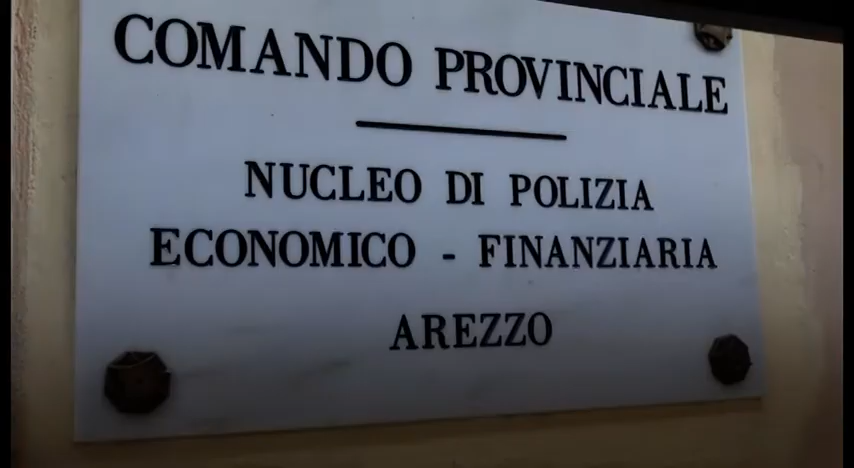 COMANDO PROVINCIALE
NUCLEO DI POLIZIA
ECONOMICO - FINANZIARIA
AREZZO